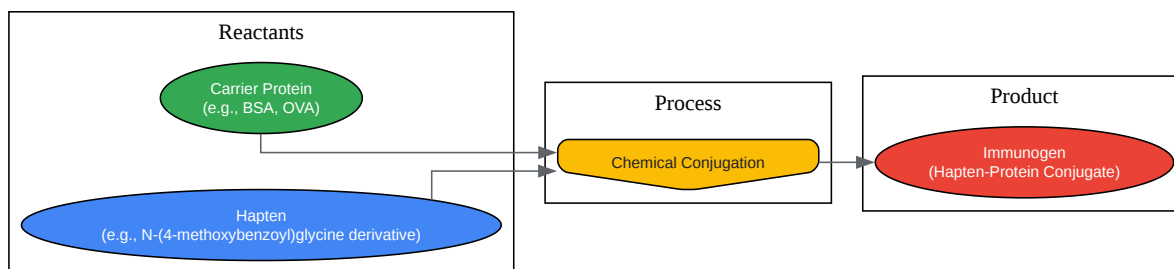 Reactants
Carrier Protein
(e.g., BSA, OVA)
Hapten
(e.g., N-(4-methoxybenzoyl)glycine derivative)
Process
Chemical Conjugation
Product
Immunogen
(Hapten-Protein Conjugate)